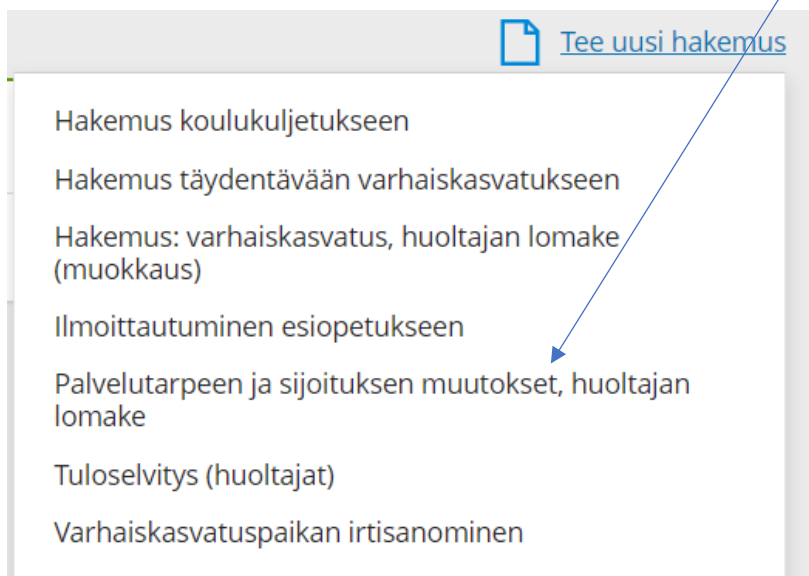 Tee uusi hakemus
Hakemus koulukuljetukseen
Hakemus täydentävään varhaiskasvatukseen
Hakemus: varhaiskasvatus, huoltajan lomake
(muokkaus)
Ilmoittautuminen esiopetukseen
Palvelutarpeen ja sijoituksen muutokset, huoltajan
lomake
Tuloselvitys (huoltajat)
Varhaiskasvatuspaikan irtisanominen